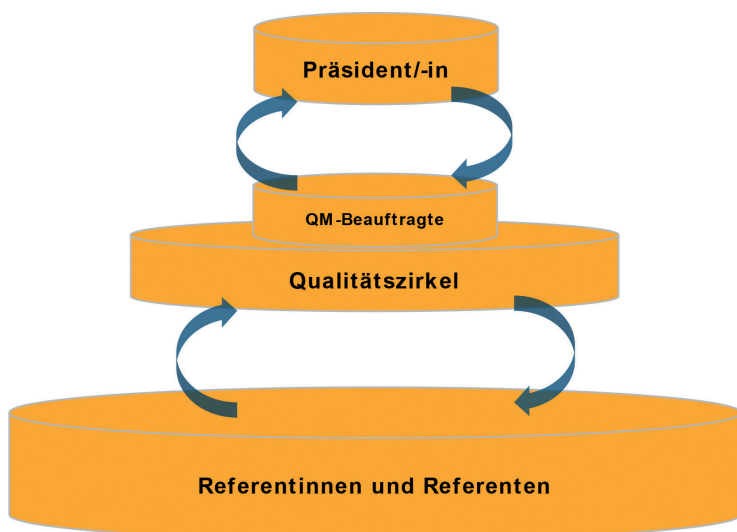 Präsident/-in
QM-Beauftragte
Qualitätszirkel
Referentinnen und Referenten